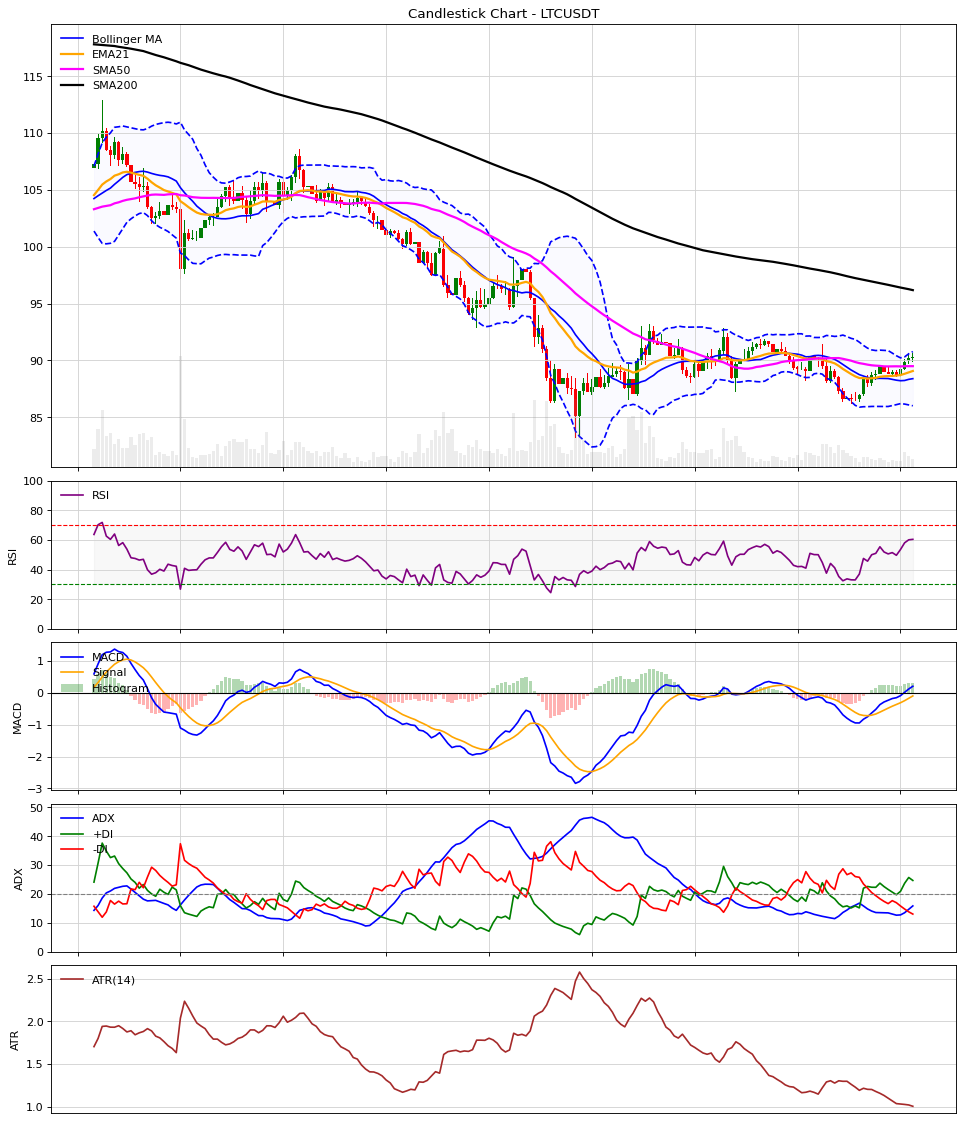 Candlestick Chart - LTCUSDT
Bollinger MA
EMA21
SMA50
SMA200
115
110
105
100
95
90
85
RSI
RSI
100
80
60
40
20
0
MACD
Signal
Histogram
MACD
1
0
−1
−2
−3
ADX
+DI
-DI
ADX
50
40
30
20
10
0
ATR(14)
ATR
2.5
2.0
1.5
1.0